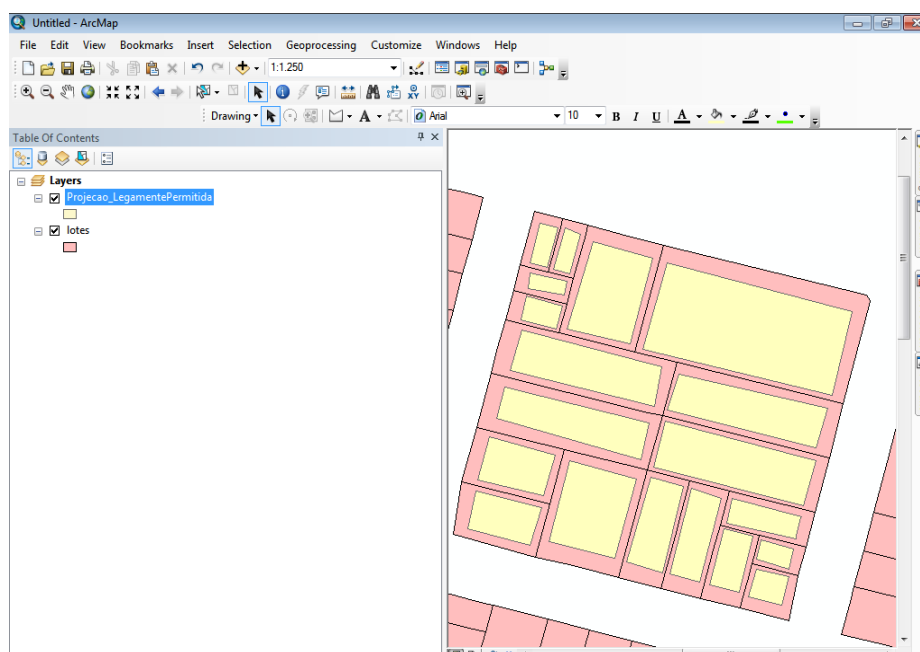 Untitled - ArcMap
File Edit View Bookmarks Insert Selection Geoprocessing Customize Windows Help
1:1.250
Drawing A Arial 10 B I U A
Table Of Contents
Layers
Projecao_LegamentePermitida
lotes